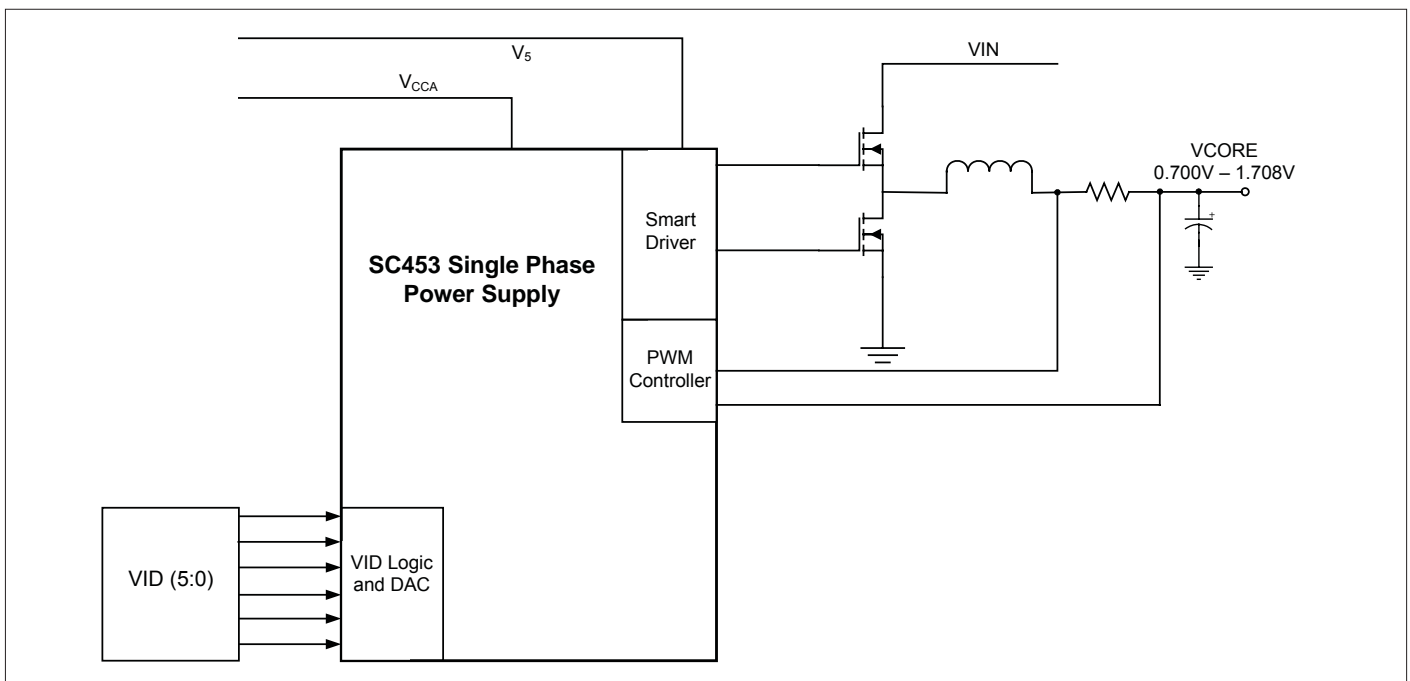 V5
VCCA
VIN
VCORE
0.700V – 1.708V
Smart
Driver
SC453 Single Phase
Power Supply
PWM
Controller
VID (5:0)
VID Logic
and DAC
+